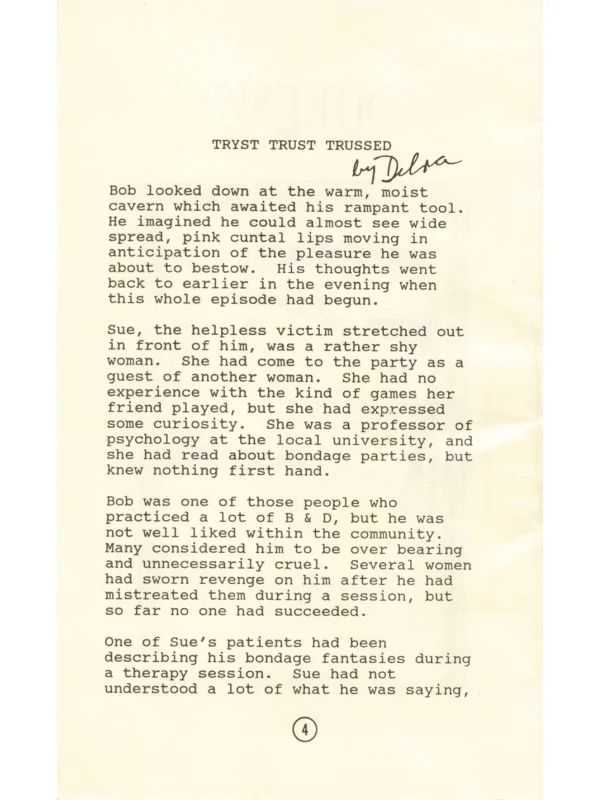 TRYST TRUST TRUSSED
by Delva
Bob looked down at the warm, moist
cavern which awaited his rampant tool.
He imagined he could almost see wide
spread, pink cuntal lips moving in
anticipation of the pleasure he was
about to bestow.  His thoughts went
back to earlier in the evening when
this whole episode had begun.
Sue, the helpless victim stretched out
in front of him, was a rather shy
woman.  She had come to the party as a
guest of another woman.  She had no
experience with the kind of games her
friend played, but she had expressed
some curiosity.  She was a professor of
psychology at the local university, and
she had read about bondage parties, but
knew nothing first hand.
Bob was one of those people who
practiced a lot of B & D, but he was
not well liked within the community.
Many considered him to be over bearing
and unnecessarily cruel.  Several women
had sworn revenge on him after he had
mistreated them during a session, but
so far no one had succeeded.
One of Sue's patients had been
describing his bondage fantasies during
a therapy session.  Sue had not
understood a lot of what he was saying,
4